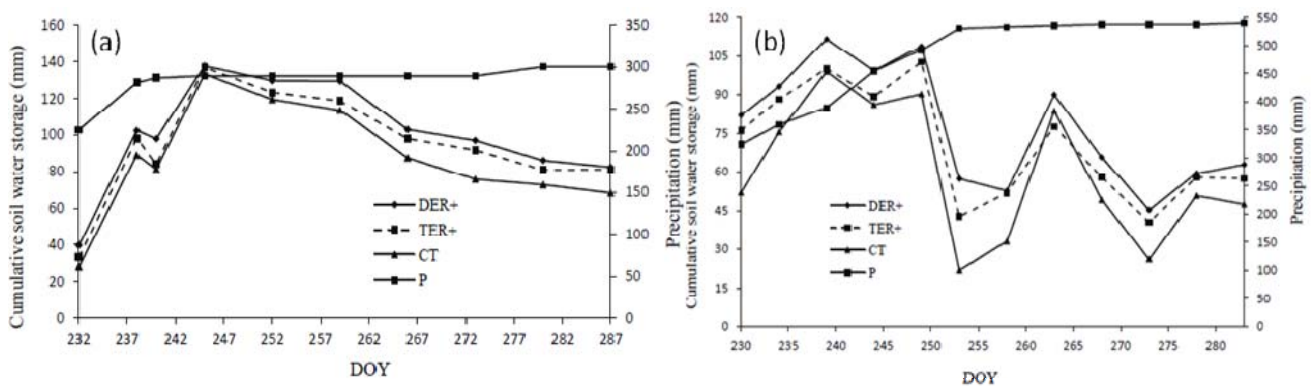 (a)
Cumulative soil water storage (mm)
160
140
120
100
80
60
40
20
0
350
300
250
200
150
100
50
0
Precipitation (mm)
DER+
TER+
CT
P
232 237 242 247 252 257 262 267 272 277 282 287
DOY
(b)
Cumulative soil water storage (mm)
120
105
90
75
60
45
30
15
0
550
500
450
400
350
300
250
200
150
100
50
0
Precipitation (mm)
DER+
TER+
CT
P
230 235 240 245 250 255 260 265 270 275 280
DOY